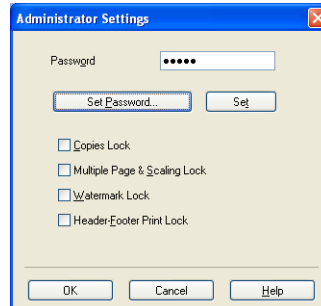 Administrator Settings
Password
●●●●●
Set Password... Set
Copies Lock
Multiple Page & Scaling Lock
Watermark Lock
Header-Footer Print Lock
OK Cancel Help